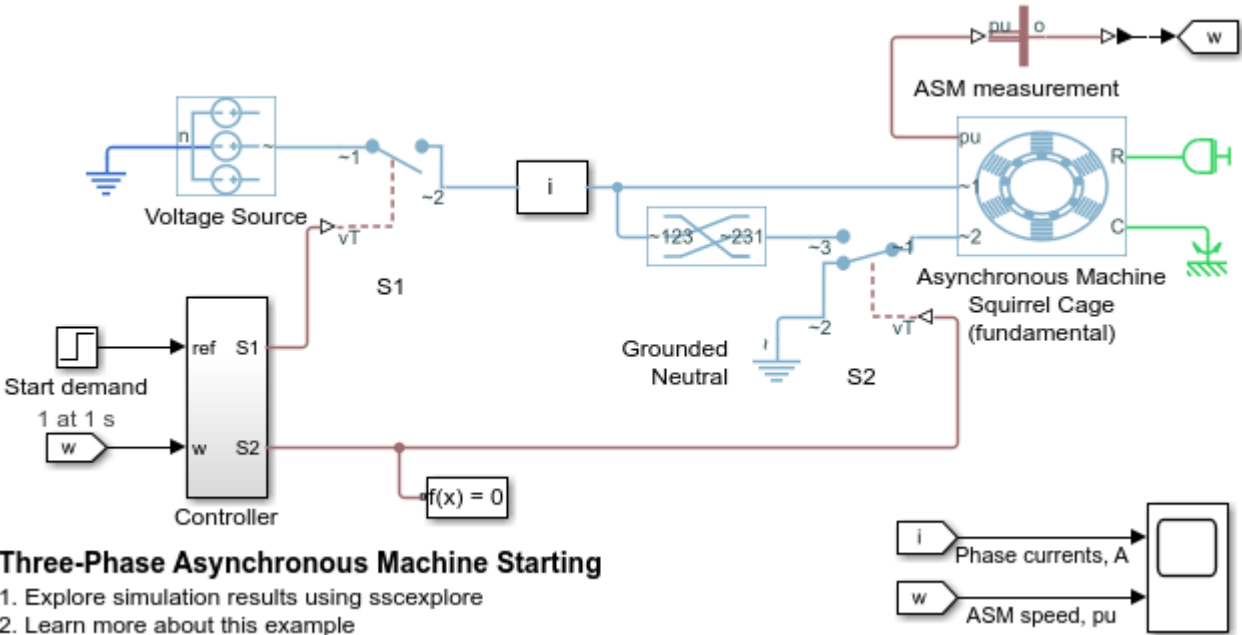 pu
o
w
ASM measurement
n
~
~1
~2
Voltage Source
vT
S1
i
~123
~231
~3
~1
~2
pu
~1
~2
R
C
Asynchronous Machine
Squirrel Cage
(fundamental)
vT
Grounded
Neutral
~
S2
ref
S1
Start demand
1 at 1 s
w
w
S2
f(x) = 0
Controller
Three-Phase Asynchronous Machine Starting
1. Explore simulation results using sscexplore
2. Learn more about this example
i
Phase currents, A
w
ASM speed, pu